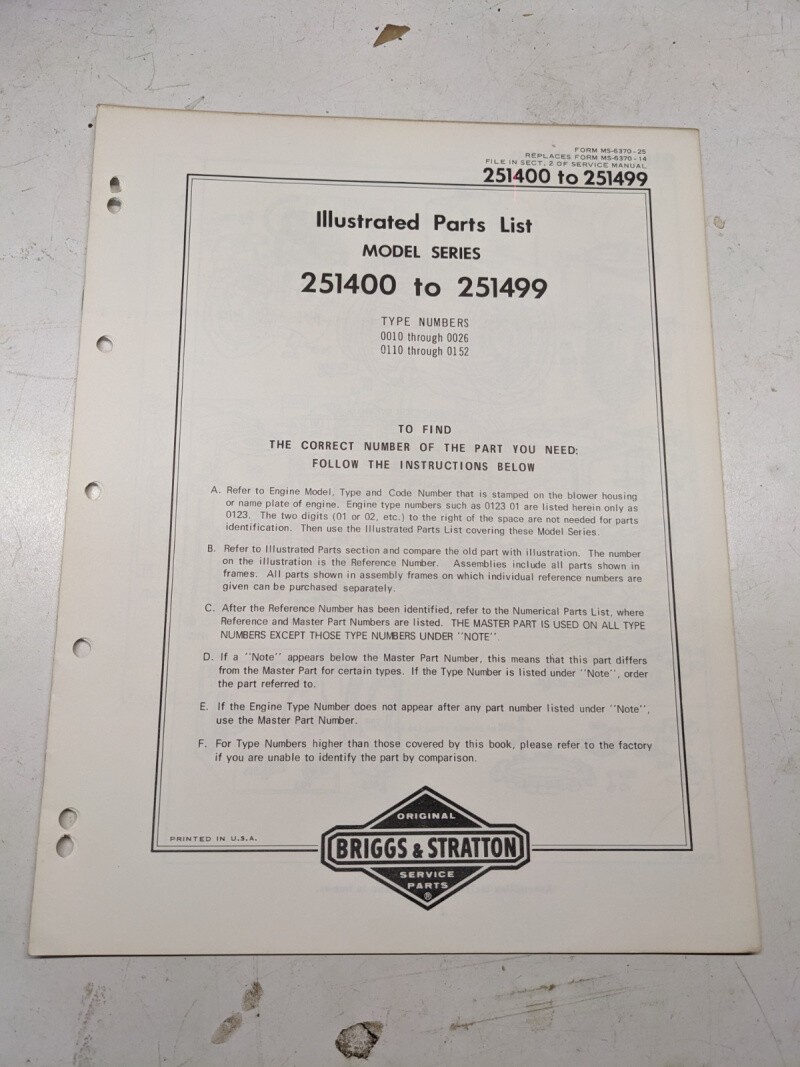 FORM MS-6370-25
REPLACES FORM MS-6370-14
FILE IN SECT. 2 OF SERVICE MANUAL
251400 to 251499
Illustrated Parts List
MODEL SERIES
251400 to 251499
TYPE NUMBERS
0010 through 0026
0110 through 0152
TO FIND
THE CORRECT NUMBER OF THE PART YOU NEED:
FOLLOW THE INSTRUCTIONS BELOW
A. Refer to Engine Model, Type and Code Number that is stamped on the blower housing
or name plate of engine. Engine type numbers such as 0123 01 are listed herein only as
0123. The two digits (01 or 02, etc.) to the right of the space are not needed for parts
identification. Then use the Illustrated Parts List covering these Model Series.
B. Refer to Illustrated Parts section and compare the old part with illustration. The number
on the illustration is the Reference Number. Assemblies include all parts shown in
frames. All parts shown in assembly frames on which individual reference numbers are
given can be purchased separately.
C. After the Reference Number has been identified, refer to the Numerical Parts List, where
Reference and Master Part Numbers are listed. THE MASTER PART IS USED ON ALL TYPE
NUMBERS EXCEPT THOSE TYPE NUMBERS UNDER "NOTE"
D. If a "Note" appears below the Master Part Number, this means that this part differs
from the Master Part for certain types. If the Type Number is listed under "Note", order
the part referred to.
E. If the Engine Type Number does not appear after any part number listed under "Note",
use the Master Part Number.
F. For Type Numbers higher than those covered by this book, please refer to the factory
if you are unable to identify the part by comparison.
PRINTED IN U.S.A.
ORIGINAL
BRIGGS & STRATTON
SERVICE
PARTS
®